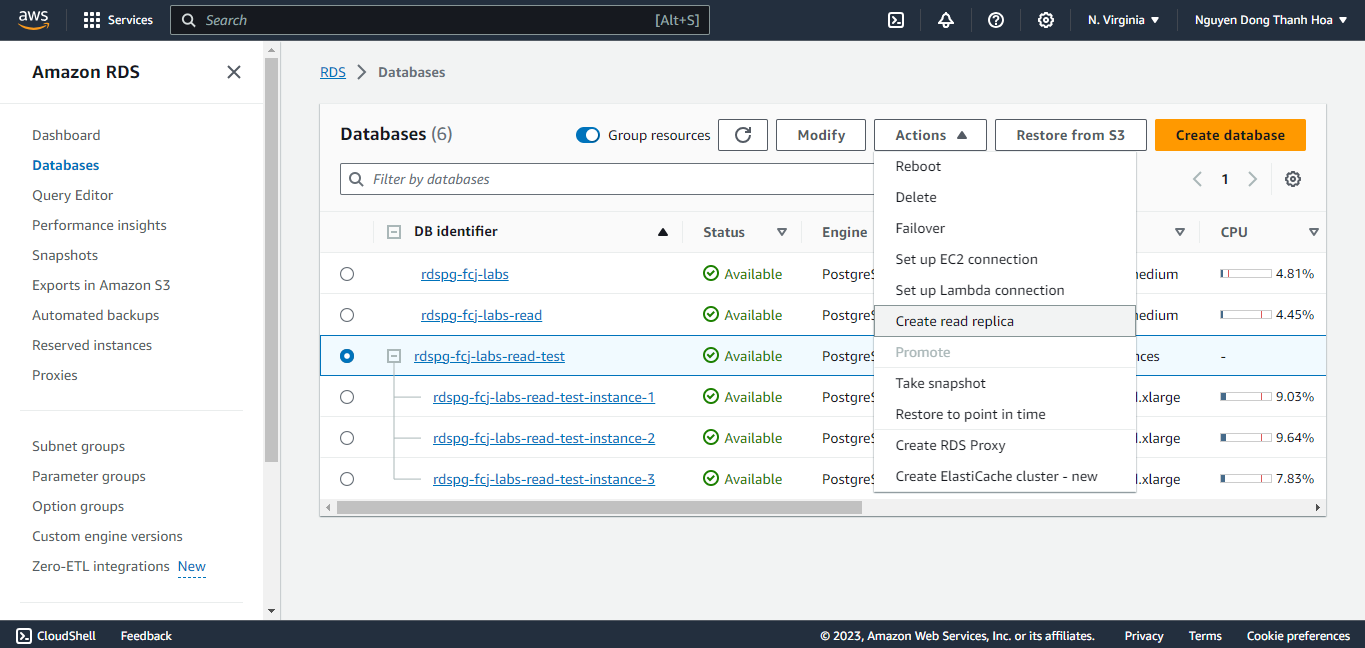 aws Services Search [Alt+S] N. Virginia Nguyen Dong Thanh Hoa
Amazon RDS
Dashboard
Databases
Query Editor
Performance insights
Snapshots
Exports in Amazon S3
Automated backups
Reserved instances
Proxies
Subnet groups
Parameter groups
Option groups
Custom engine versions
Zero-ETL integrations New
RDS Databases
Databases (6) Group resources Modify Actions Restore from S3 Create database
Filter by databases 1
DB identifier Status Engine CPU
rdspg-fcj-labs Available PostgreS edium 4.81%
rdspg-fcj-labs-read Available PostgreS edium 4.45%
rdspg-fcj-labs-read-test Available PostgreS nces -
rdspg-fcj-labs-read-test-instance-1 Available PostgreS .xlarge 9.03%
rdspg-fcj-labs-read-test-instance-2 Available PostgreS .xlarge 9.64%
rdspg-fcj-labs-read-test-instance-3 Available PostgreS .xlarge 7.83%
Reboot
Delete
Failover
Set up EC2 connection
Set up Lambda connection
Create read replica
Promote
Take snapshot
Restore to point in time
Create RDS Proxy
Create ElastiCache cluster - new
CloudShell Feedback © 2023, Amazon Web Services, Inc. or its affiliates. Privacy Terms Cookie preferences